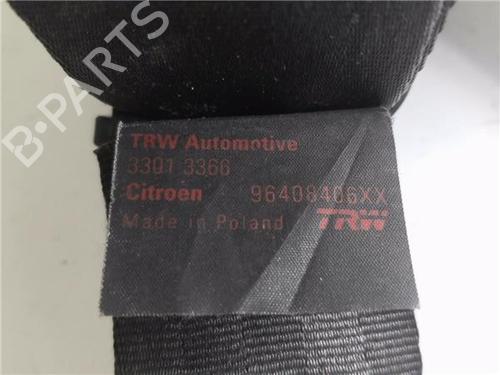 B-PARTS
TRW Automotive
3301 3366
Citroen 96408406XX
Made in Poland TRW